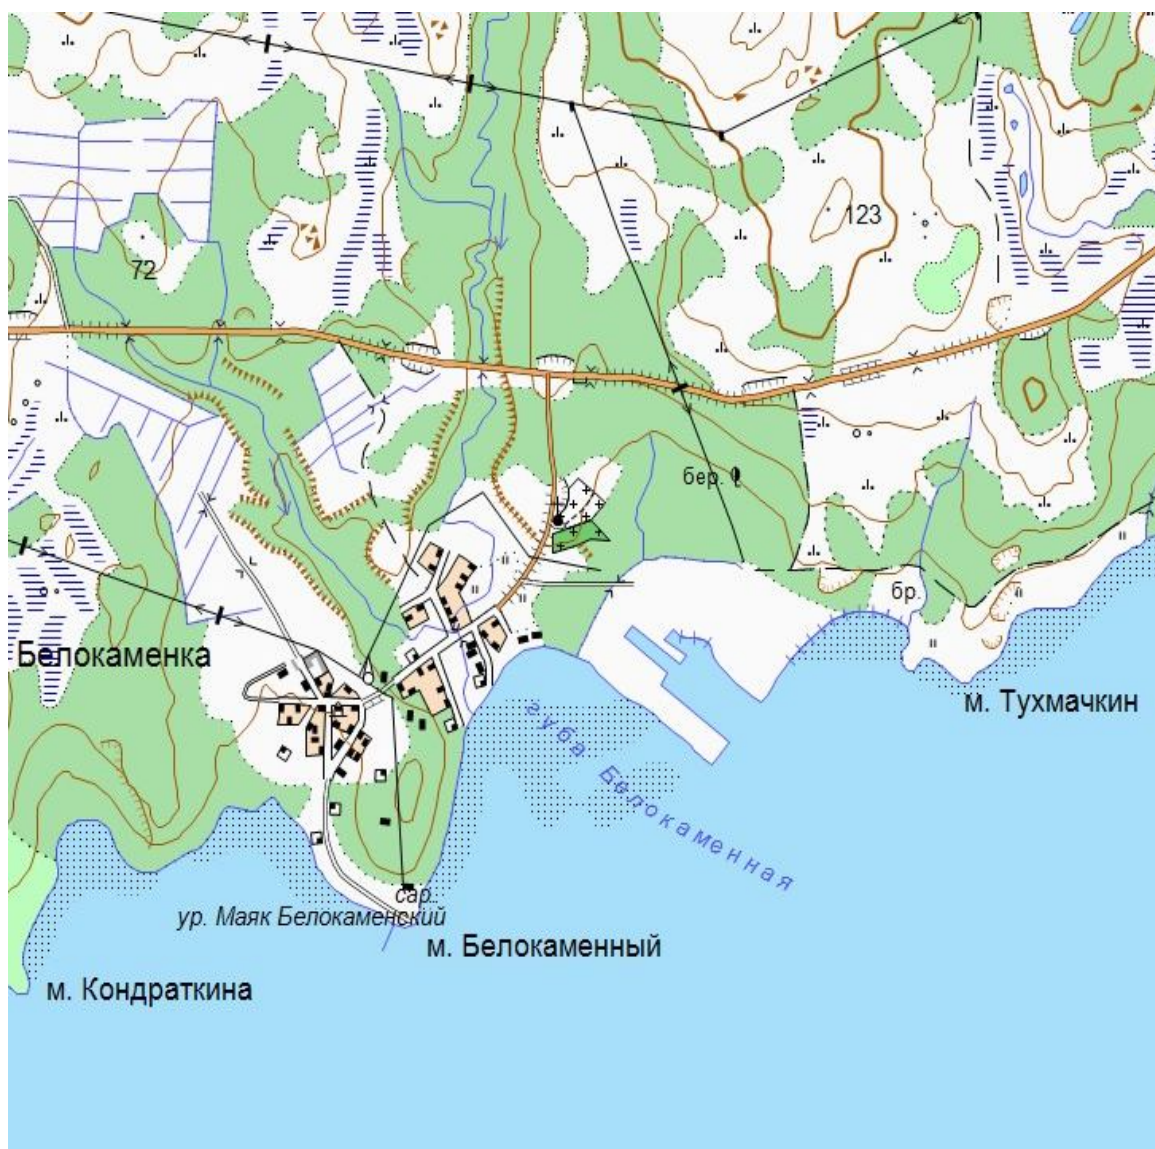 123
72
бер.
бр.
Белокаменка
м. Тухмачкин
губа Белокаменная
сар.
ур. Маяк Белокаменский
м. Белокаменный
м. Кондраткина